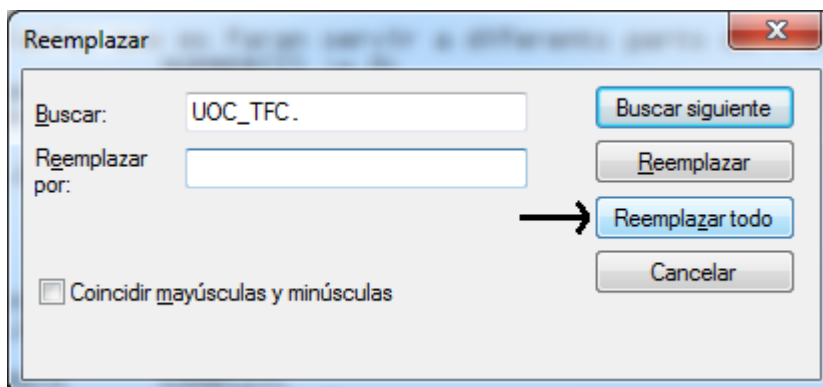 Reemplazar
Buscar:
UOC_TFC.
Buscar siguiente
Reemplazar
por:
Reemplazar
Reemplazar todo
Cancelar
Coincidir mayúsculas y minúsculas